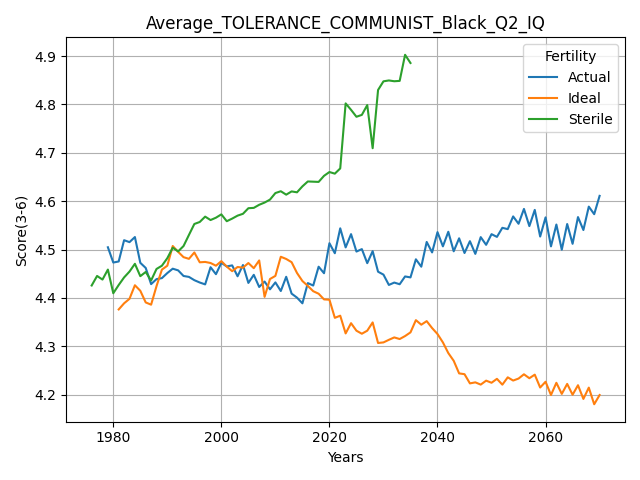 Average_TOLERANCE_COMMUNIST_Black_Q2_IQ
Score(3-6)
4.9
4.8
4.7
4.6
4.5
4.4
4.3
4.2
Fertility
Actual
Ideal
Sterile
1980 2000 2020 2040 2060
Years